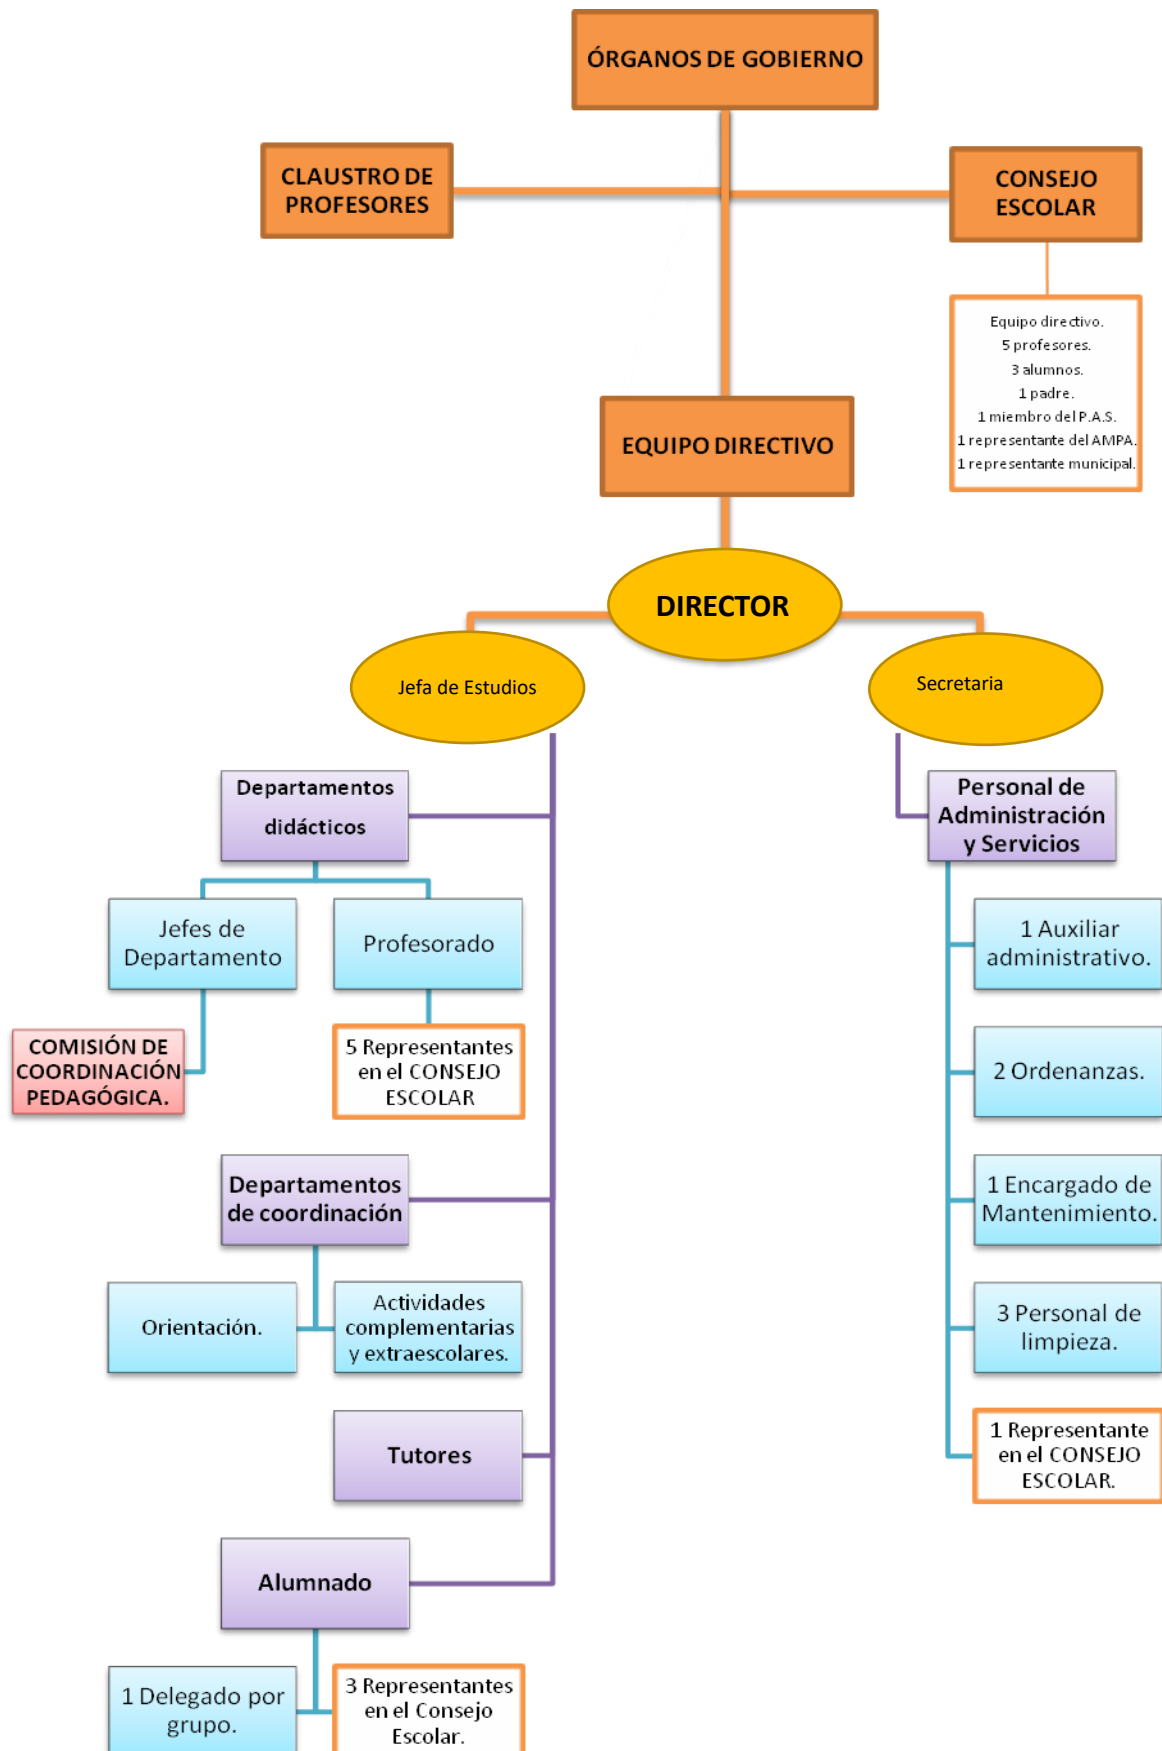 ÓRGANOS DE GOBIERNO
CLAUSTRO DE
PROFESORES
CONSEJO
ESCOLAR
Equipo directivo.
5 profesores.
3 alumnos.
1 padre.
1 miembro del P.A.S.
1 representante del AMPA.
1 representante municipal.
EQUIPO DIRECTIVO
DIRECTOR
Jefa de Estudios
Secretaria
Departamentos
didácticos
Jefes de
Departamento
Profesorado
COMISIÓN DE
COORDINACIÓN
PEDAGÓGICA.
5 Representantes
en el CONSEJO
ESCOLAR
Departamentos
de coordinación
Orientación.
Actividades
complementarias
y extraescolares.
Tutores
Alumnado
1 Delegado por
grupo.
3 Representantes
en el Consejo
Escolar.
Personal de
Administración
y Servicios
1 Auxiliar
administrativo.
2 Ordenanzas.
1 Encargado de
Mantenimiento.
3 Personal de
limpieza.
1 Representante
en el CONSEJO
ESCOLAR.